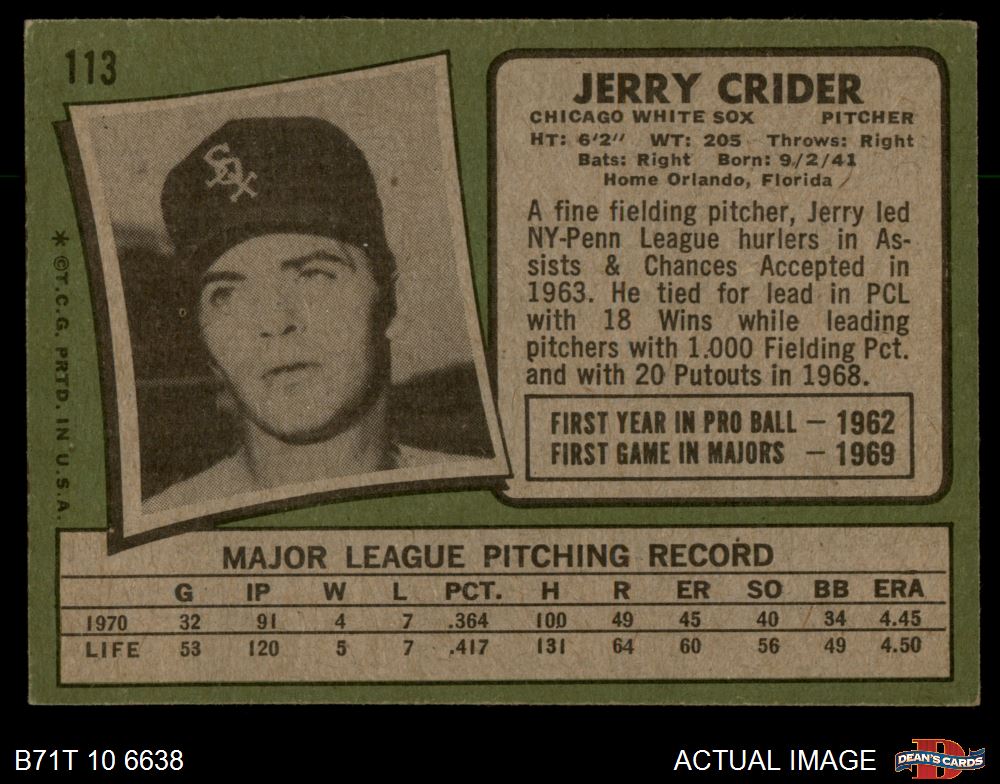 113
SOX
JERRY CRIDER
CHICAGO WHITE SOX PITCHER
HT: 6'2" WT: 205 Throws: Right
Bats: Right Born: 9/2/41
Home Orlando, Florida
A fine fielding pitcher, Jerry led
NY-Penn League hurlers in As-
sists & Chances Accepted in
1963. He tied for lead in PCL
with 18 Wins while leading
pitchers with 1.000 Fielding Pct.
and with 20 Putouts in 1968.
FIRST YEAR IN PRO BALL – 1962
FIRST GAME IN MAJORS – 1969
* ©T.C.G. PRTD. IN U.S.A.
MAJOR LEAGUE PITCHING RECORD
G IP W L PCT. H R ER SO BB ERA
1970 32 91 4 7 .364 100 49 45 40 34 4.45
LIFE 53 120 5 7 .417 131 64 60 56 49 4.50
B71T 10 6638
ACTUAL IMAGE
DEAN'S CARDS